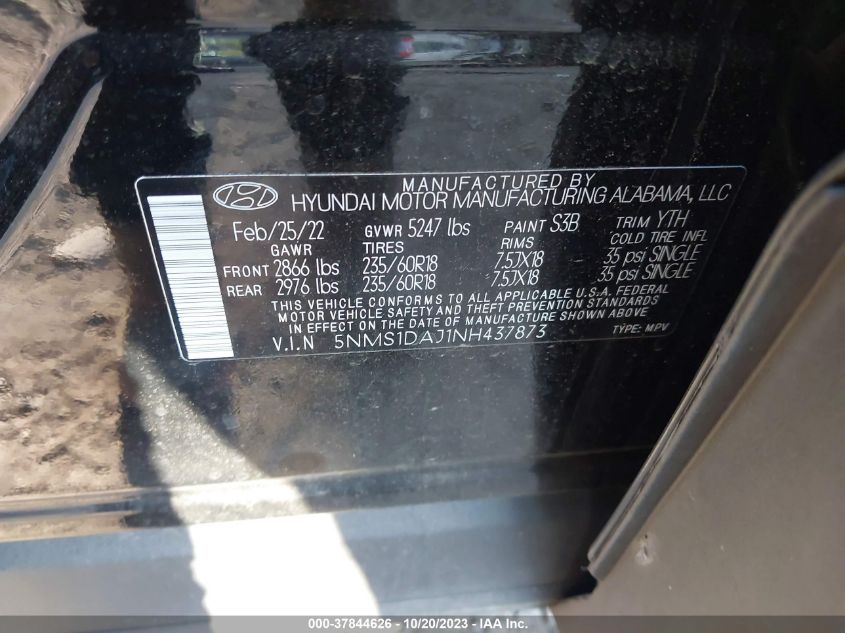 MANUFACTURED BY
HYUNDAI MOTOR MANUFACTURING ALABAMA, LLC
Feb/25/22 GVWR 5247 lbs PAINT S3B TRIM YTH
GAWR TIRES RIMS COLD TIRE INFL
FRONT 2866 lbs 235/60R18 7.5JX18 35 psi SINGLE
REAR 2976 lbs 235/60R18 7.5JX18 35 psi SINGLE
THIS VEHICLE CONFORMS TO ALL APPLICABLE U.S.A. FEDERAL
MOTOR VEHICLE SAFETY AND THEFT PREVENTION STANDARDS
IN EFFECT ON THE DATE OF MANUFACTURE SHOWN ABOVE
V.I.N 5NMS1DAJ1NH437873 TYPE: MPV
000-37844626 - 10/20/2023 - IAA Inc.